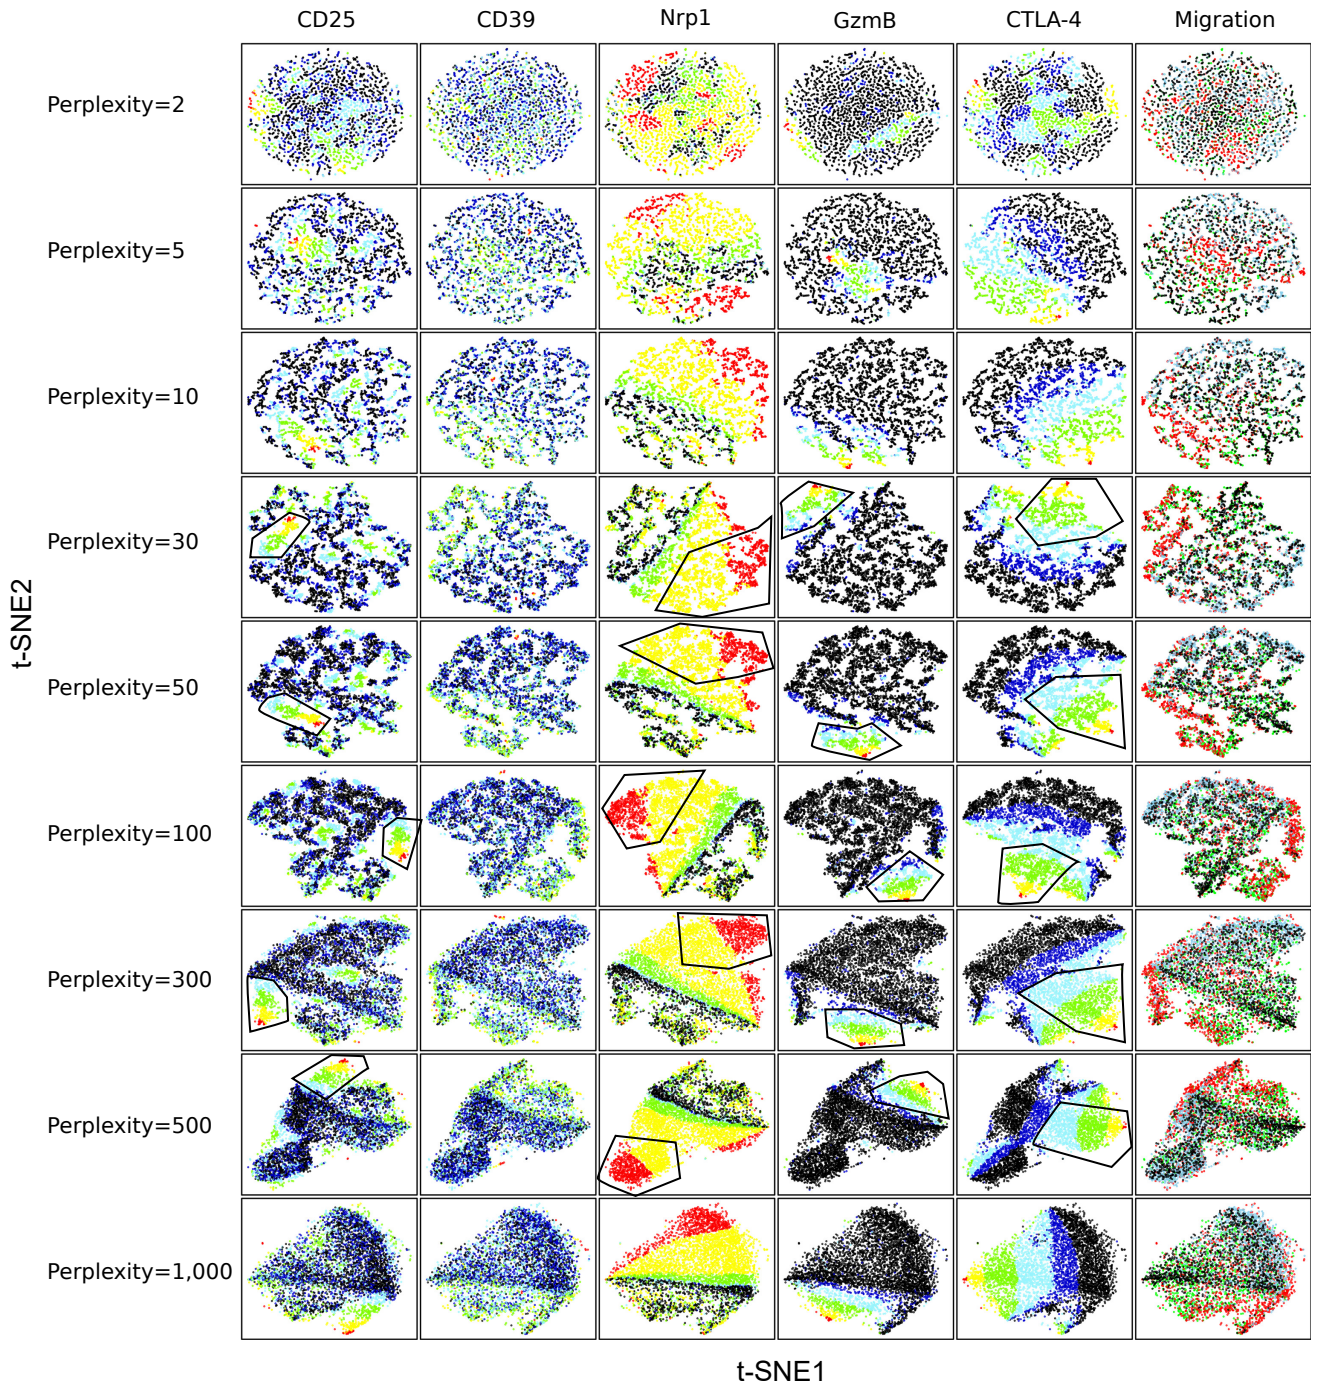 CD25 CD39 Nrp1 GzmB CTLA-4 Migration
Perplexity=2
Perplexity=5
Perplexity=10
Perplexity=30
Perplexity=50
Perplexity=100
Perplexity=300
Perplexity=500
Perplexity=1,000
t-SNE2
t-SNE1